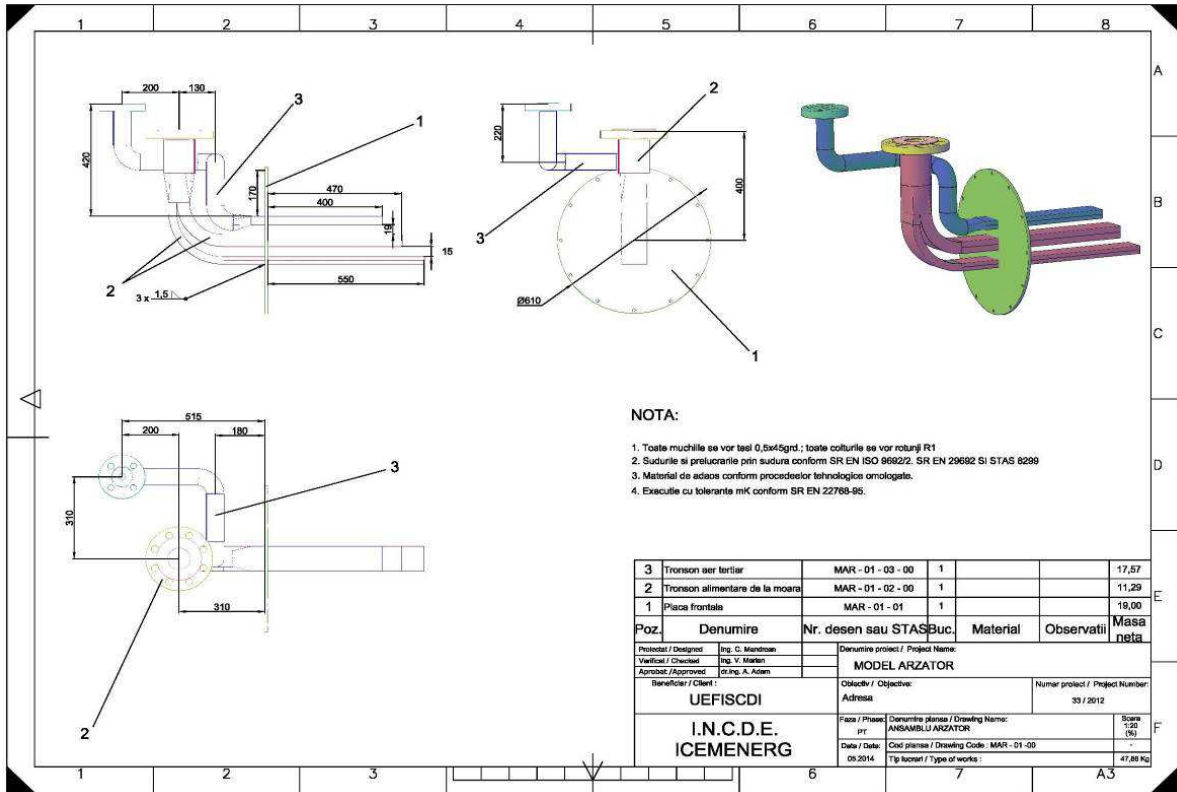 1 2 3 4 5 6 7 8
A
B
C
D
E
F
200 130
420
3
1
170
470
400
19
15
550
2
3 x 1,5
220
2
400
3
Ø610
1
515
200 180
3
310
310
2
NOTA:
1. Toate muchiile se vor tesi 0,5x45grd.; toate colturile se vor rotunji R1
2. Sudurile si prelucrarile prin sudura conform SR EN ISO 9692/2. SR EN 29692 SI STAS 8299
3. Material de adaos conform procedeelor tehnologice omologate.
4. Executie cu tolerante mK conform SR EN 22768-95.
3 Tronson aer tertiar MAR - 01 - 03 - 00 1 17,57
2 Tronson alimentare de la moara MAR - 01 - 02 - 00 1 11,29
1 Placa frontala MAR - 01 - 01 1 19,00
Poz. Denumire Nr. desen sau STAS Buc. Material Observatii Masa neta
Proiectat / Designed Ing. C. Mandrean
Verificat / Checked Ing. V. Marian
Aprobat /Approved dr.ing. A. Adam
Denumire proiect / Project Name:
MODEL ARZATOR
Beneficier / Client :
UEFISCDI
Obiectiv / Objective:
Adresa
Numar proiect / Project Number:
33 / 2012
I.N.C.D.E.
ICEMENERG
Faza / Phase:
PT
Denumire plansa / Drawing Name:
ANSAMBLU ARZATOR
Scara
1:20
(%)
Data / Date:
05.2014
Cod plansa / Drawing Code : MAR - 01 -00
-
Tip lucrari / Type of works :
47,86 Kg
1 2 3 6 7 A3